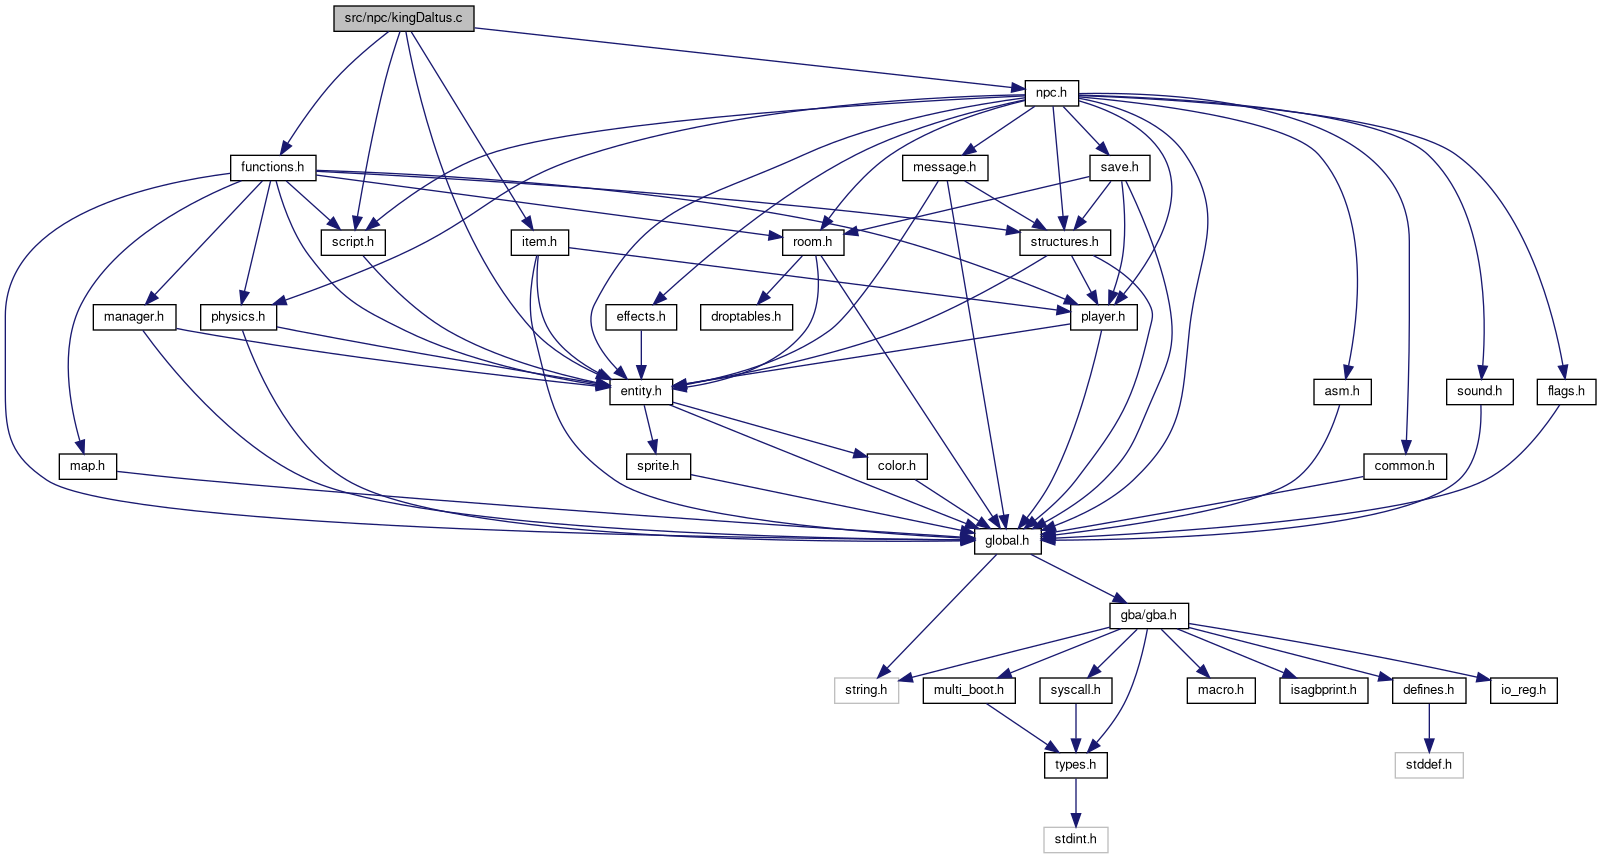 src/npc/kingDaltus.c
npc.h
functions.h
message.h
save.h
script.h
item.h
room.h
structures.h
manager.h
physics.h
effects.h
droptables.h
player.h
entity.h
asm.h
sound.h
flags.h
map.h
sprite.h
color.h
common.h
global.h
gba/gba.h
string.h
multi_boot.h
syscall.h
macro.h
isagbprint.h
defines.h
io_reg.h
types.h
stddef.h
stdint.h